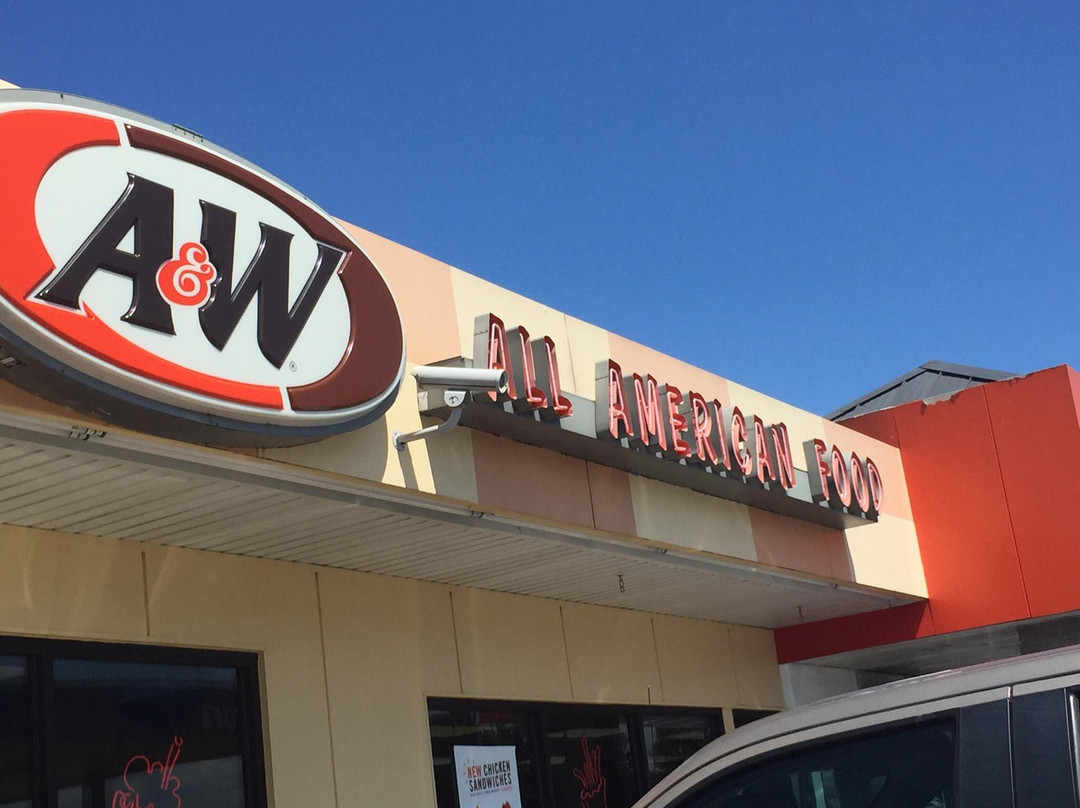 A&W
ALL AMERICAN FOOD
NEW CHICKEN
SANDWICHES